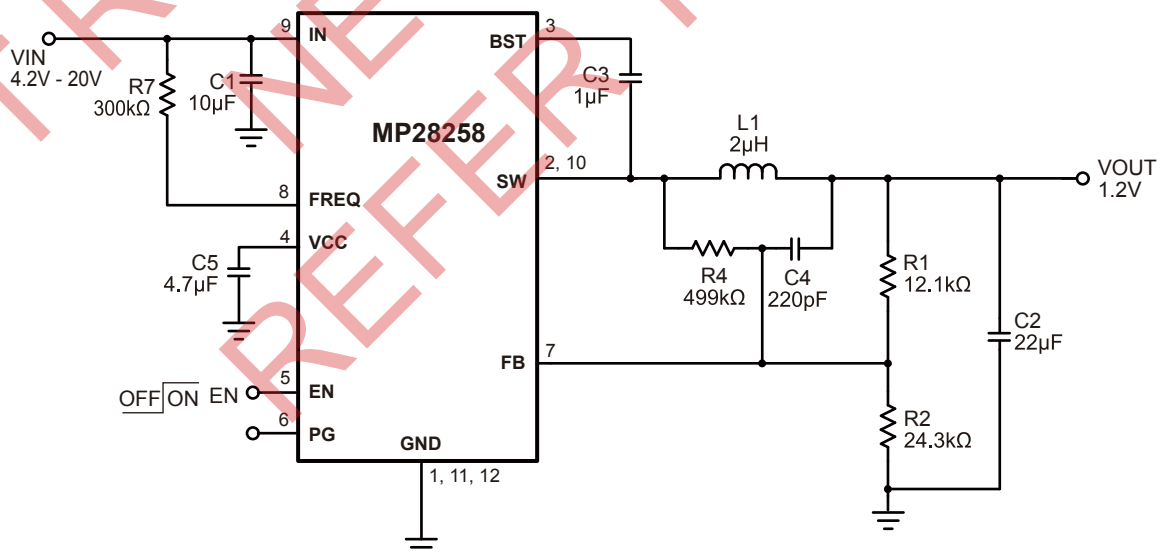 VIN
4.2V - 20V
R7
300kΩ
C1
10µF
9
IN
8
FREQ
4
VCC
C5
4.7µF
OFF ON EN
5
EN
6
PG
MP28258
GND
1, 11, 12
BST
3
C3
1µF
SW
2, 10
L1
2µH
R4
499kΩ
C4
220pF
FB
7
R1
12.1kΩ
R2
24.3kΩ
C2
22µF
VOUT
1.2V
REFER